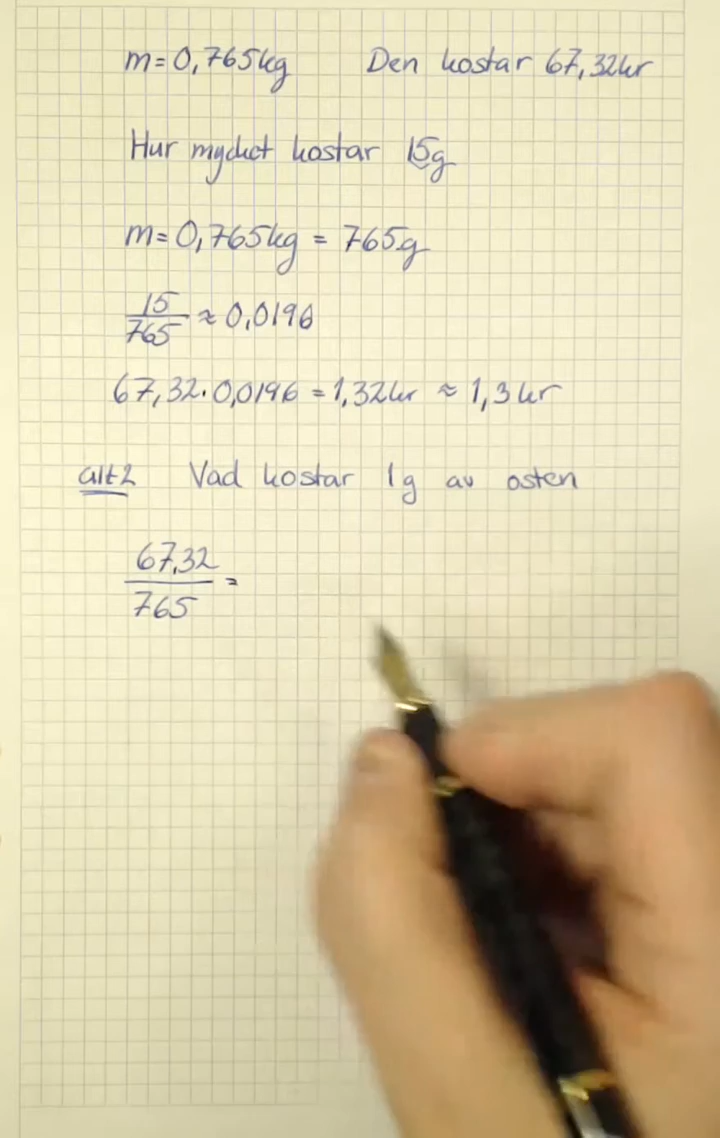 m=0,765kg Den kostar 67,32kr
Hur mycket kostar 15g
m=0,765kg = 765g
15/765 ≈ 0,0196
67,32·0,0196 = 1,32kr ≈ 1,3kr
alt2 Vad kostar 1g av osten
67,32/765 =